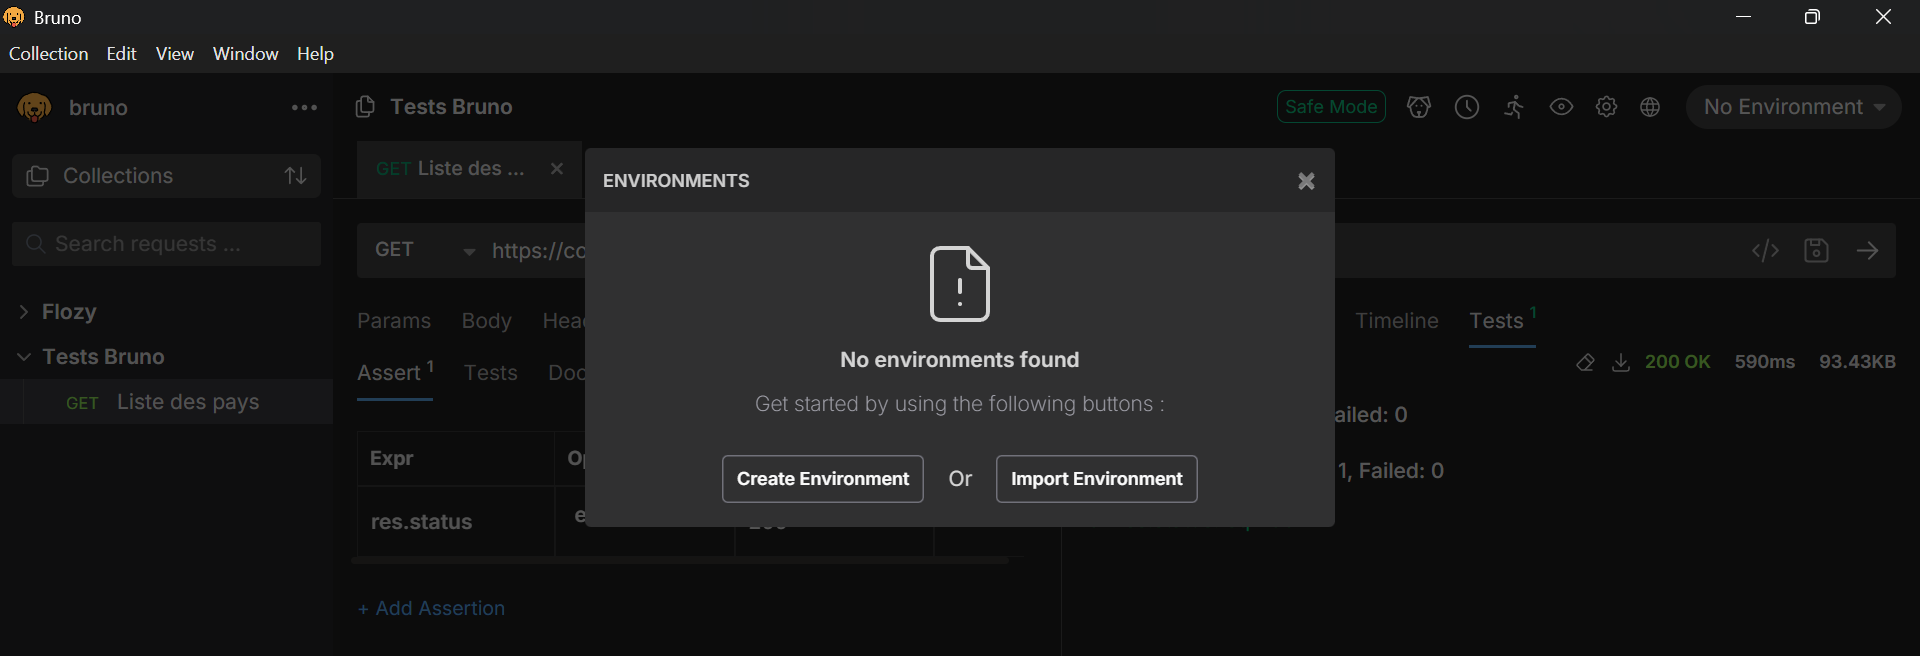 Bruno
Collection Edit View Window Help
bruno
Tests Bruno
Safe Mode
No Environment
Collections
GET Liste des ...
ENVIRONMENTS
Search requests ...
GET https://co
Flozy
Tests Bruno
GET Liste des pays
Params Body Hea
Timeline Tests 1
Assert 1 Tests Doc
200 OK 590ms 93.43KB
No environments found
Get started by using the following buttons :
Create Environment Or Import Environment
ailed: 0
1, Failed: 0
Expr
res.status
+ Add Assertion